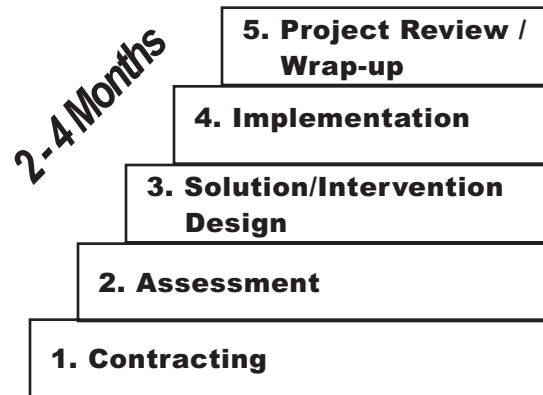 2 - 4 Months
5. Project Review /
Wrap-up
4. Implementation
3. Solution/Intervention
Design
2. Assessment
1. Contracting